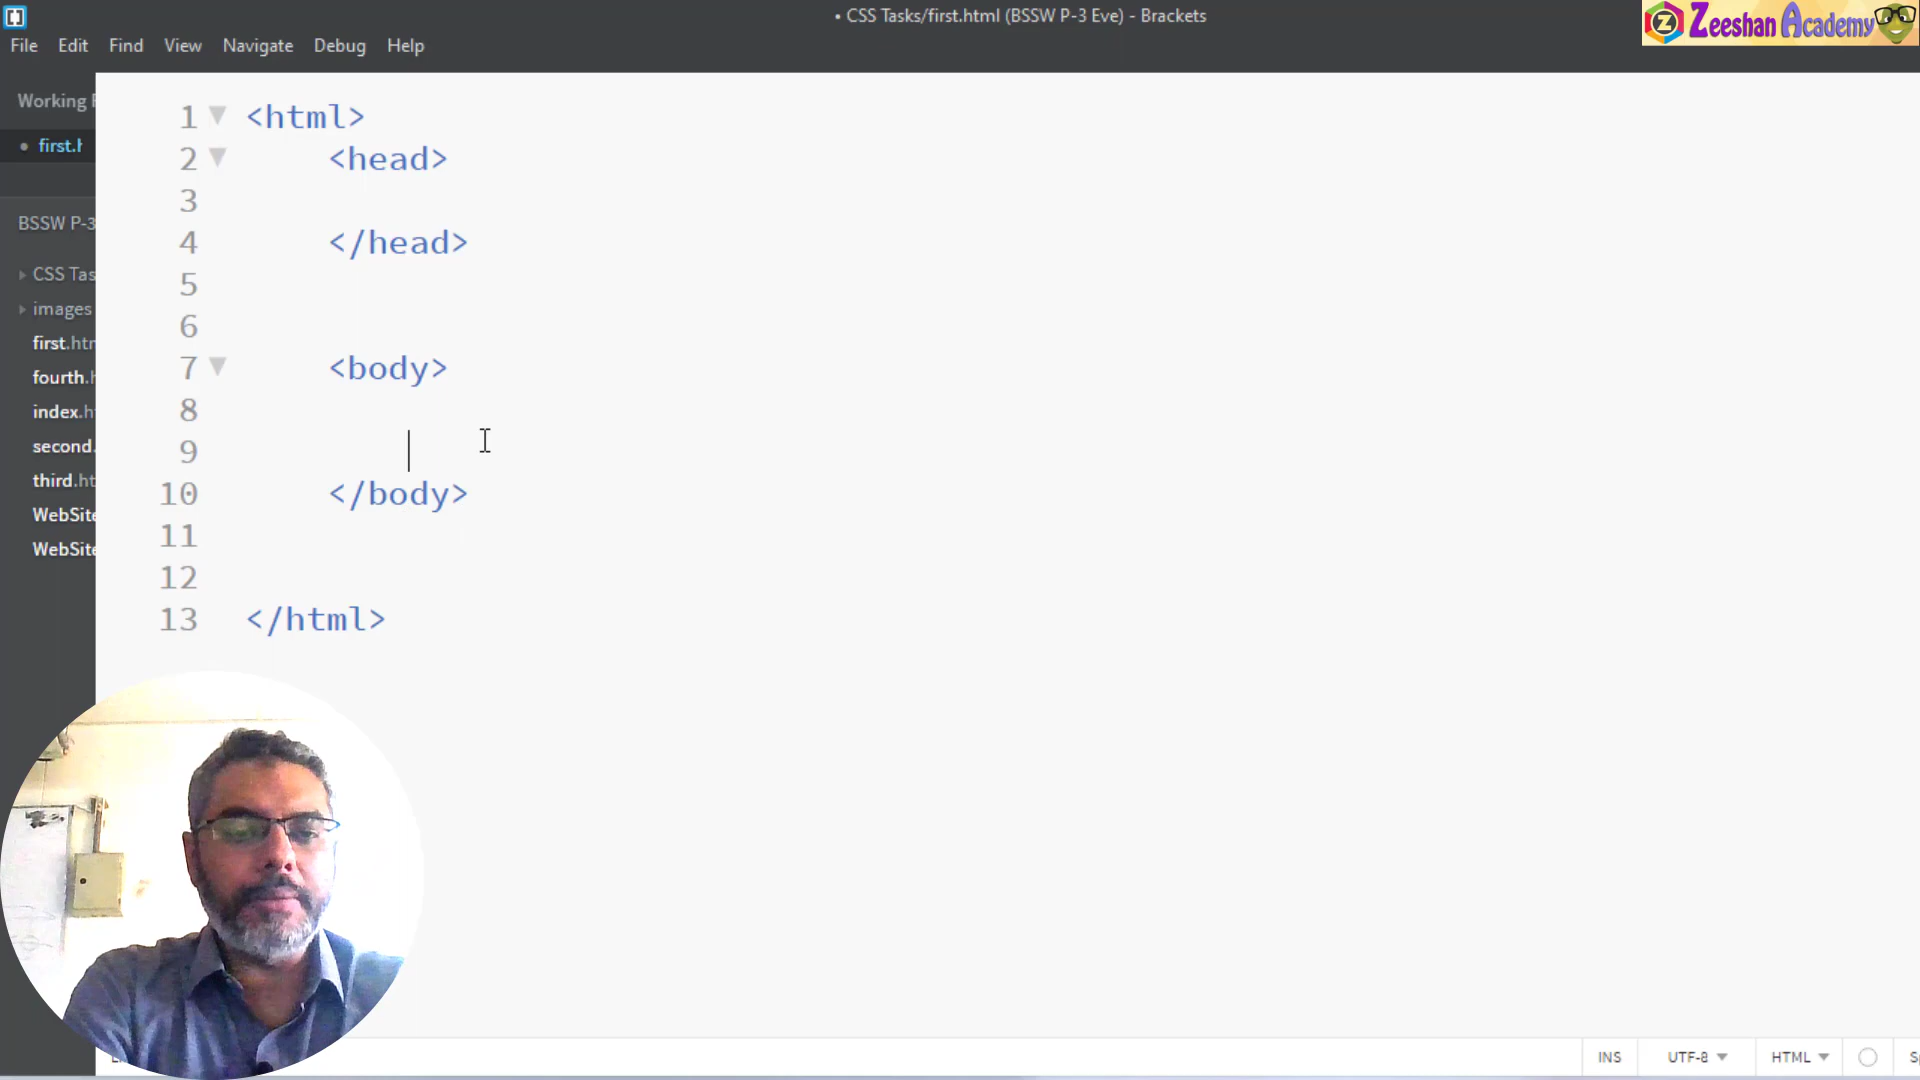 • CSS Tasks/first.html (BSSW P-3 Eve) - Brackets
Zeeshan Academy
File Edit Find View Navigate Debug Help
Working
first.h
BSSW P-3
CSS Tas
images
first.htm
fourth.h
index.h
second.
third.ht
WebSite
WebSite
1 <html>
2 <head>
3
4 </head>
5
6
7 <body>
8
9
10 </body>
11
12
13 </html>
INS UTF-8 HTML